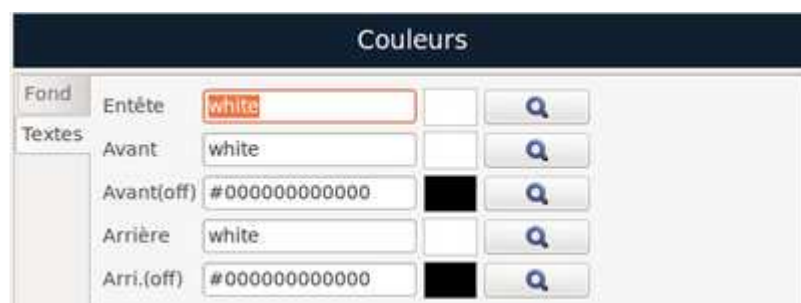 Couleurs
Fond
Textes
Entête white
Avant white
Avant(off) #000000000000
Arrière white
Arri.(off) #000000000000